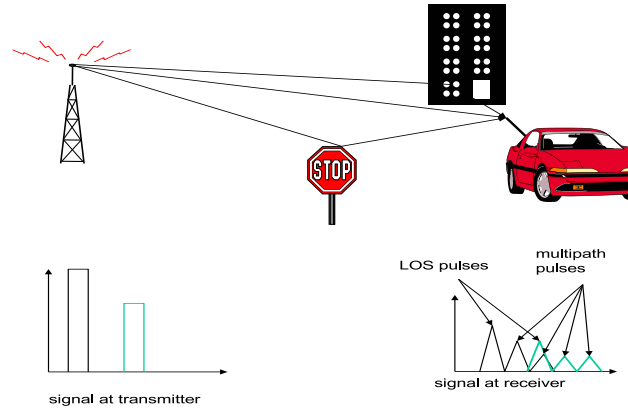 STOP
LOS pulses
multipath
pulses
signal at transmitter
signal at receiver